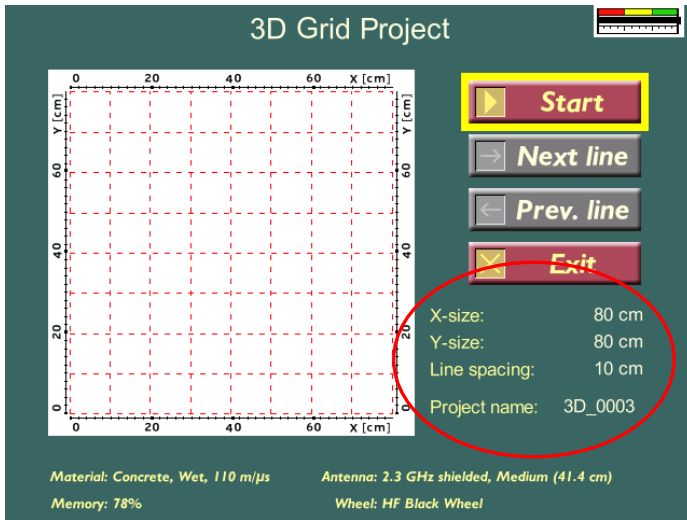 3D Grid Project
0 20 40 60 X [cm]
Y [cm]
60
40
20
0
Y [cm]
60
40
20
0
0 20 40 60 X [cm]
Start
Next line
Prev. line
Exit
X-size: 80 cm
Y-size: 80 cm
Line spacing: 10 cm
Project name: 3D_0003
Material: Concrete, Wet, 110 m/µs Antenna: 2.3 GHz shielded, Medium (41.4 cm)
Memory: 78% Wheel: HF Black Wheel